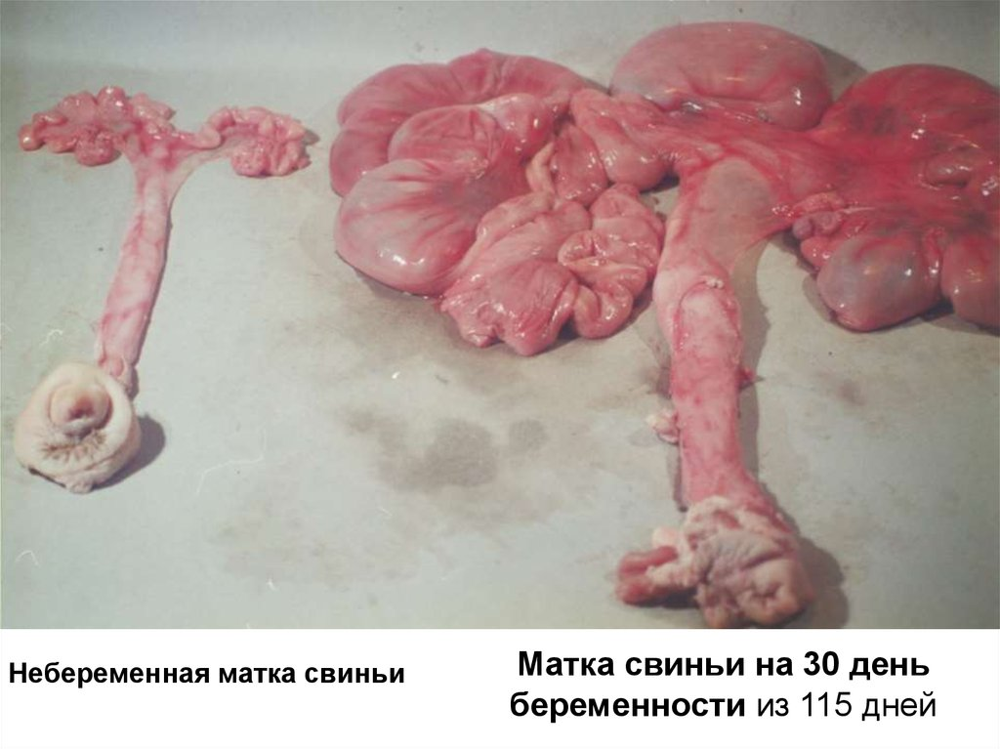 Небеременная матка свиньи
Матка свиньи на 30 день
беременности из 115 дней